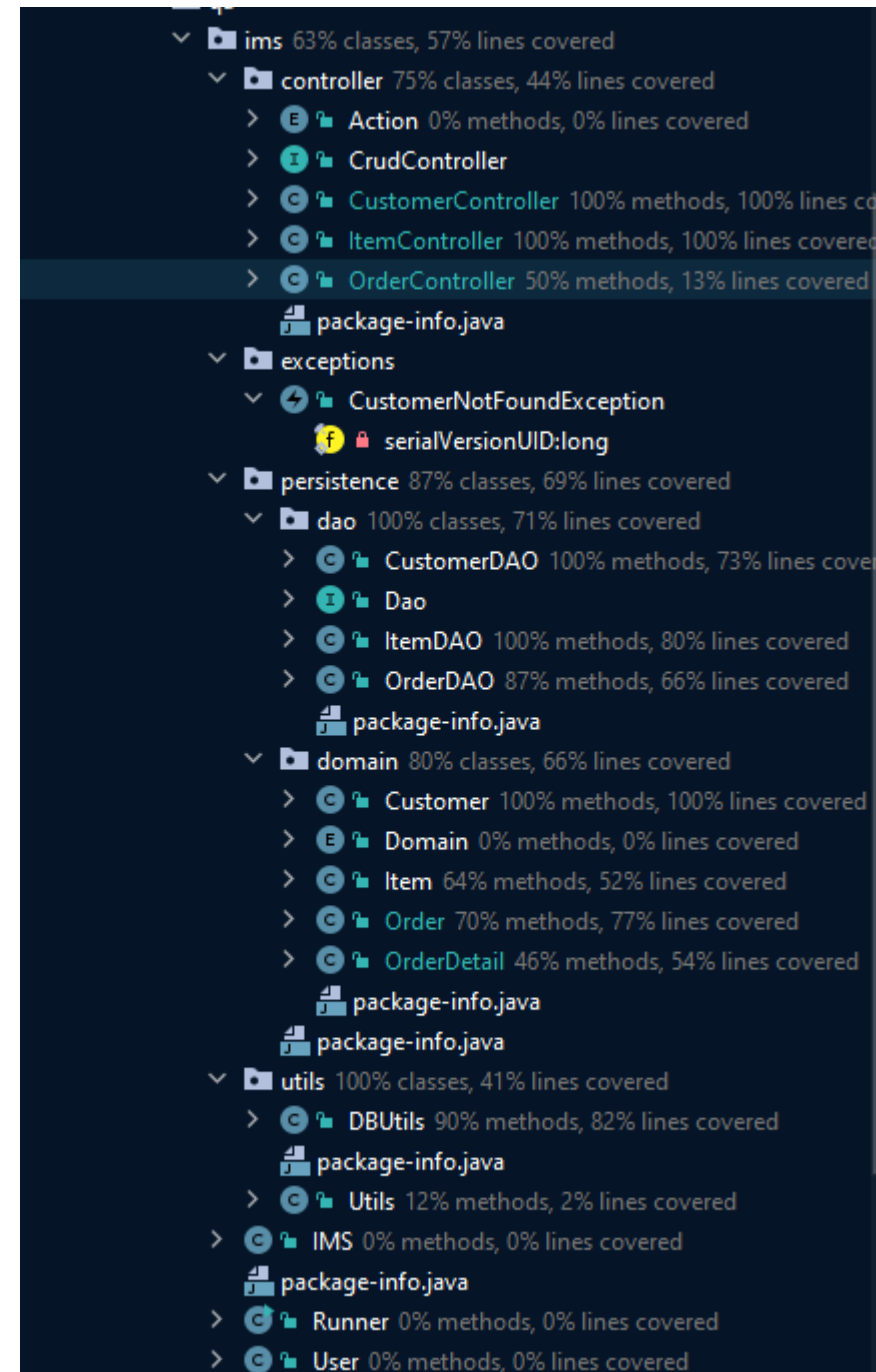 ims 63% classes, 57% lines covered
controller 75% classes, 44% lines covered
E Action 0% methods, 0% lines covered
I CrudController
C CustomerController 100% methods, 100% lines
C ItemController 100% methods, 100% lines covered
C OrderController 50% methods, 13% lines covered
package-info.java
exceptions
CustomerNotFoundException
f serialVersionUID:long
persistence 87% classes, 69% lines covered
dao 100% classes, 71% lines covered
C CustomerDAO 100% methods, 73% lines
I Dao
C ItemDAO 100% methods, 80% lines covered
C OrderDAO 87% methods, 66% lines covered
package-info.java
domain 80% classes, 66% lines covered
C Customer 100% methods, 100% lines covered
E Domain 0% methods, 0% lines covered
C Item 64% methods, 52% lines covered
C Order 70% methods, 77% lines covered
C OrderDetail 46% methods, 54% lines covered
package-info.java
package-info.java
utils 100% classes, 41% lines covered
C DBUtils 90% methods, 82% lines covered
package-info.java
C Utils 12% methods, 2% lines covered
C IMS 0% methods, 0% lines covered
package-info.java
C Runner 0% methods, 0% lines covered
C User 0% methods, 0% lines covered